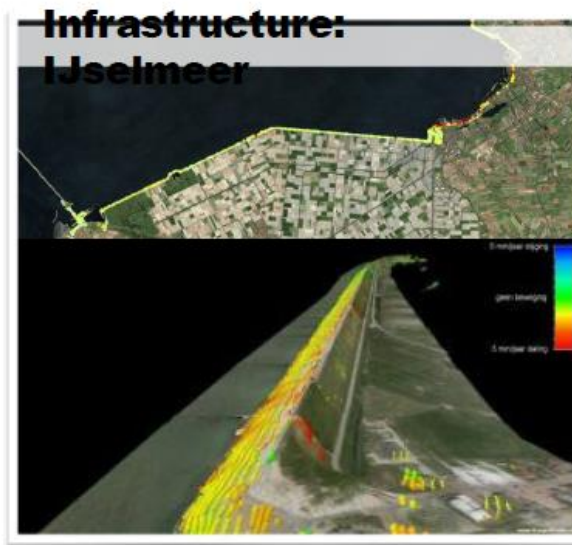 Infrastructure:
IJselmeer
5 mm/jaar stijging
geen beweging
-5 mm/jaar daling